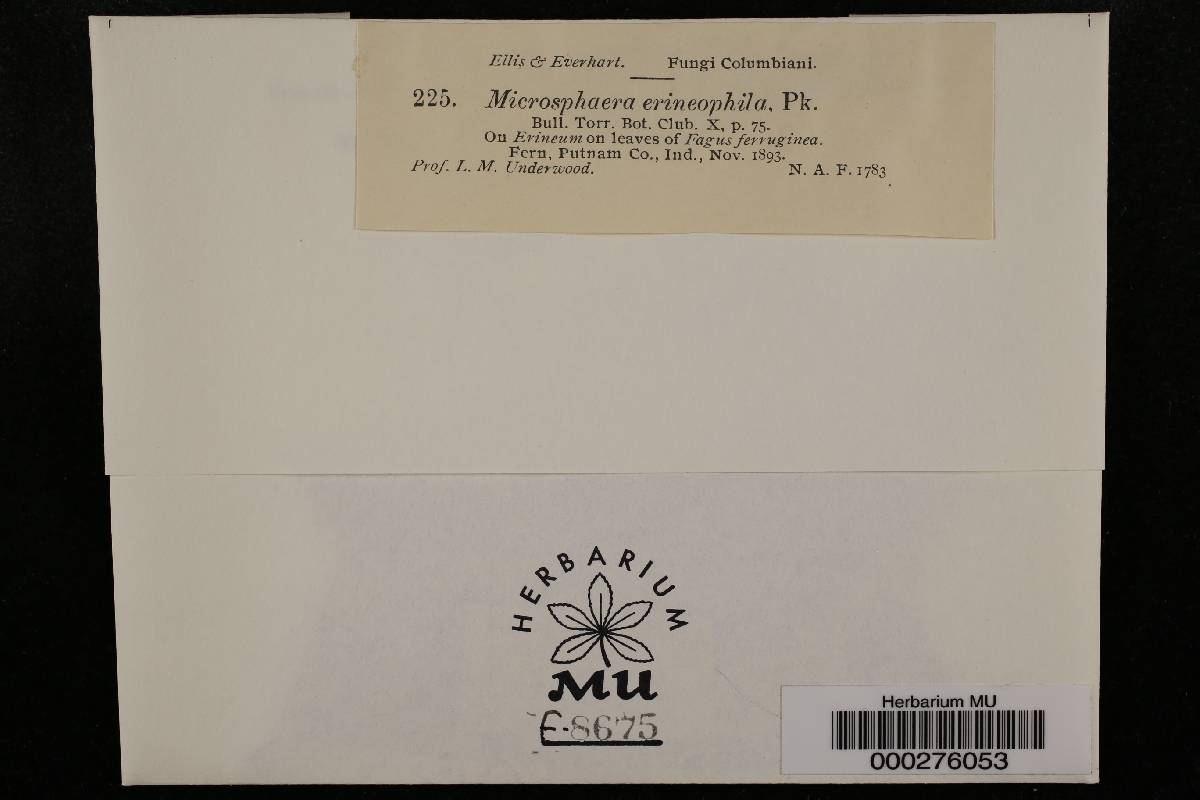 Ellis & Everhart. Fungi Columbiani.
225. Microsphaera erineophila, Pk.
Bull. Torr. Bot. Club. X, p. 75.
On Erineum on leaves of Fagus ferruginea.
Fern, Putnam Co., Ind., Nov. 1893.
Prof. L. M. Underwood. N. A. F. 1783
HERBARIUM
MU
F-8675
Herbarium MU
000276053